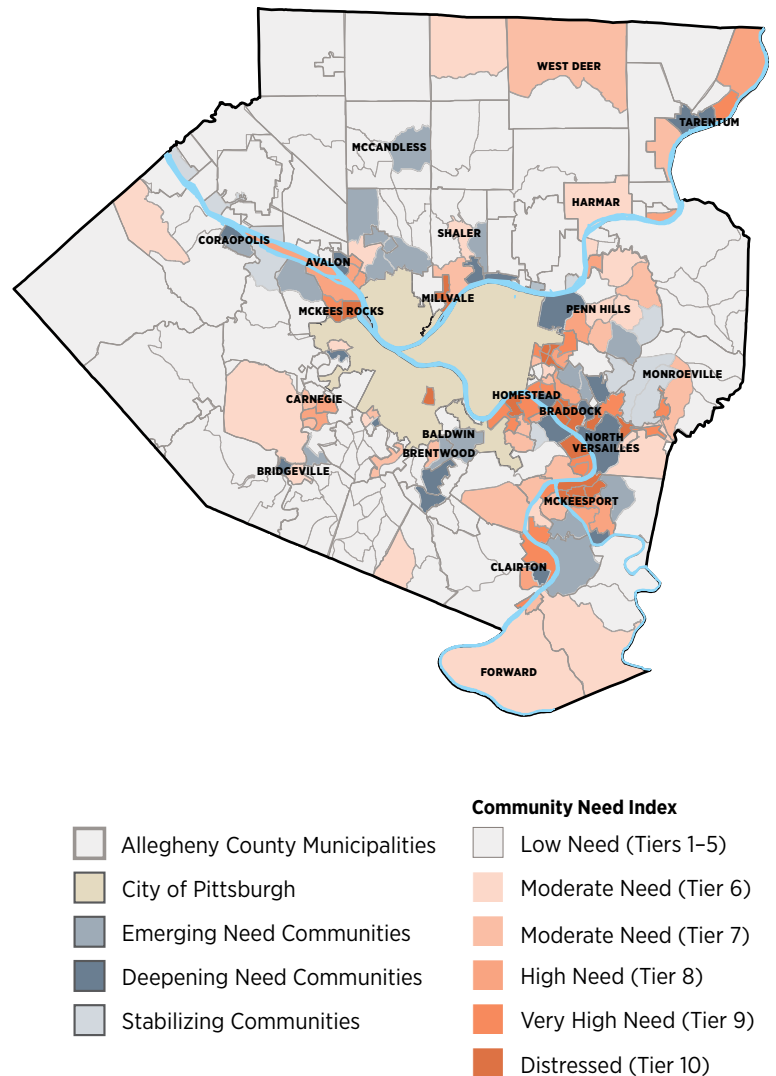 WEST DEER
TARENTUM
MCCANDLESS
HARMAR
SHALER
CORAOPOLIS
AVALON
MILLVALE
MCKEES ROCKS
PENN HILLS
MONROEVILLE
CARNEGIE
HOMESTEAD
BRADDOCK
BALDWIN
NORTH
VERSAILLES
BRENTWOOD
BRIDGEVILLE
MCKEESPORT
CLAIRTON
FORWARD
Allegheny County Municipalities
City of Pittsburgh
Emerging Need Communities
Deepening Need Communities
Stabilizing Communities
Community Need Index
Low Need (Tiers 1–5)
Moderate Need (Tier 6)
Moderate Need (Tier 7)
High Need (Tier 8)
Very High Need (Tier 9)
Distressed (Tier 10)